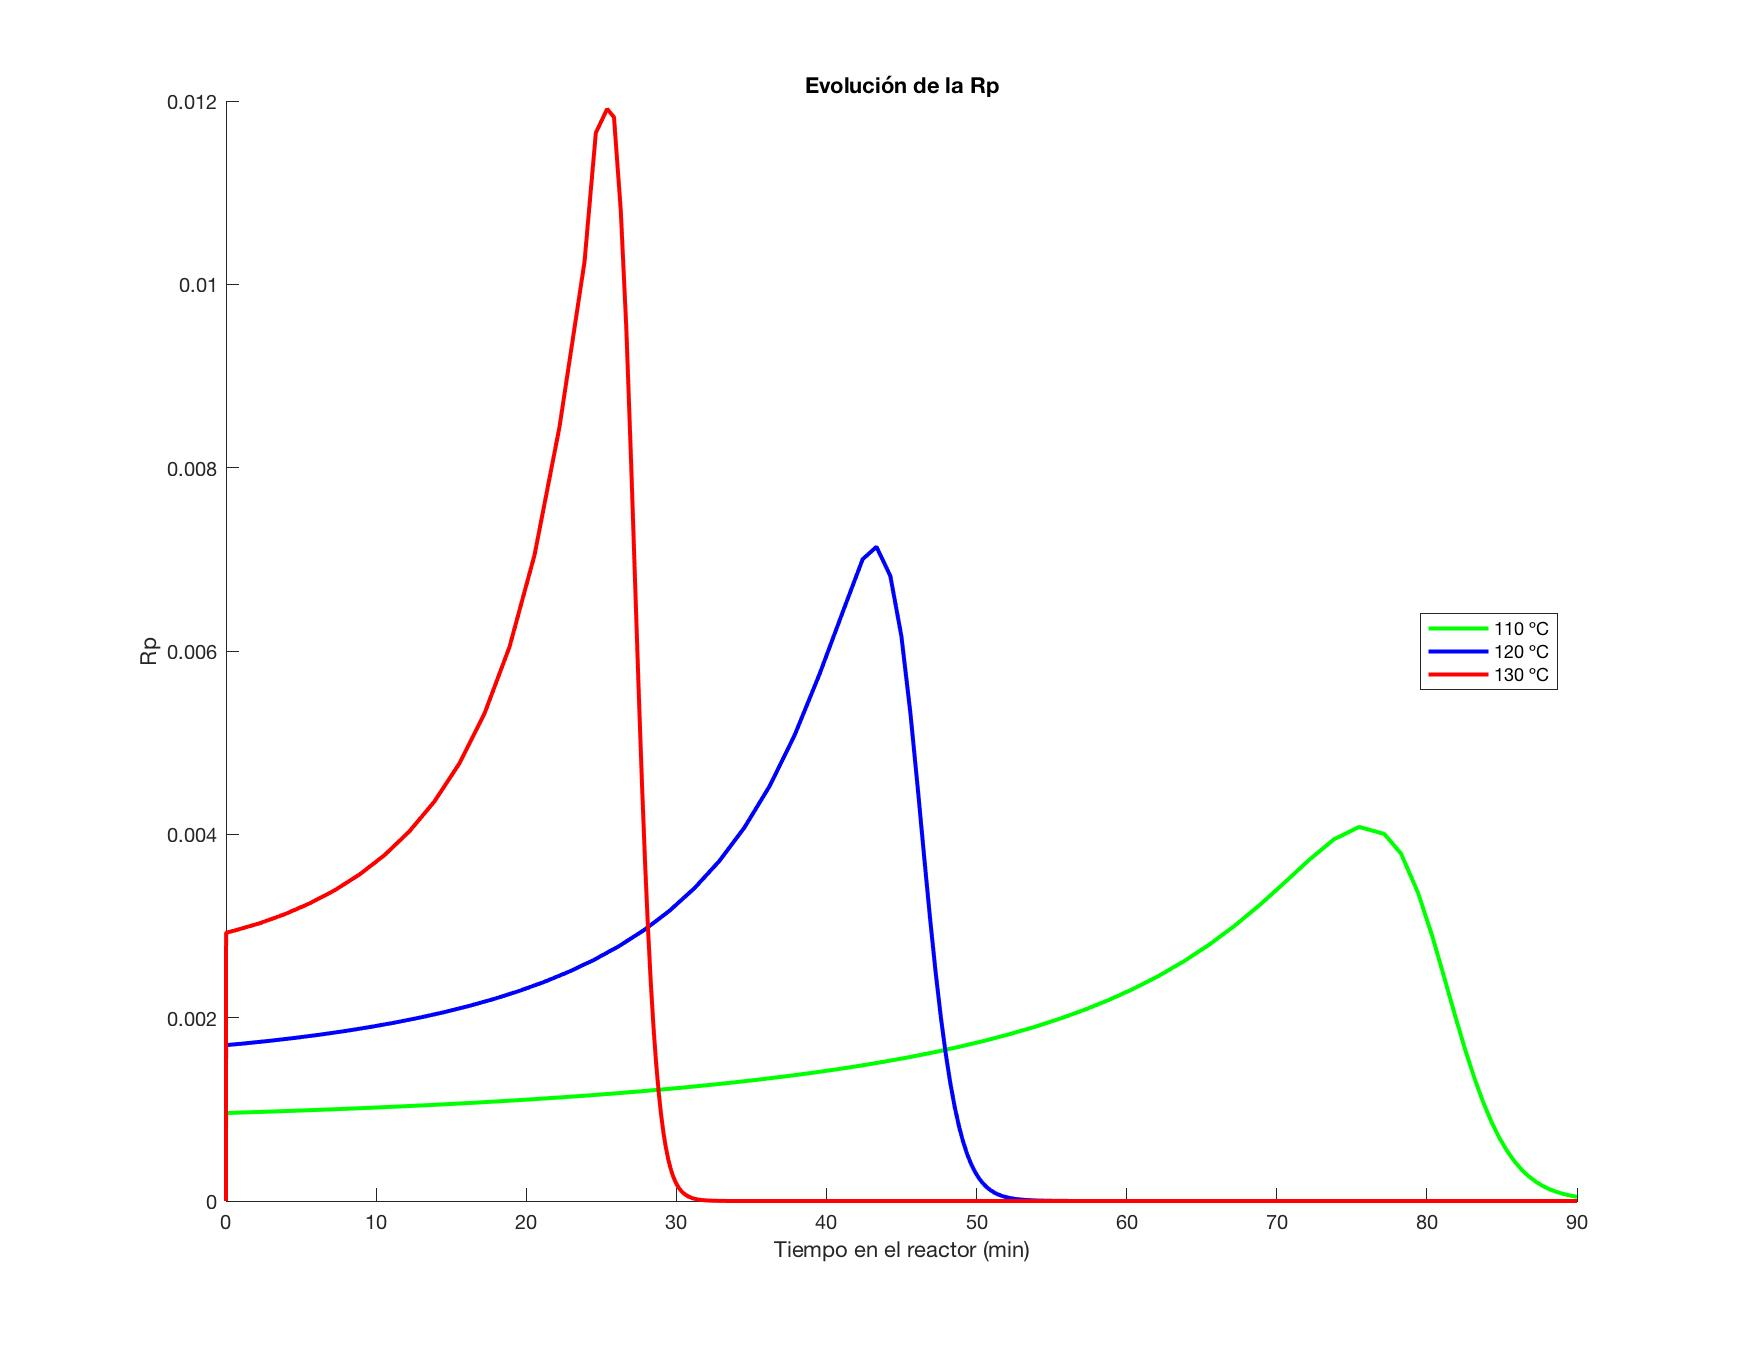 Evolución de la Rp
0.012
0.01
0.008
0.006
0.004
0.002
0
Rp
110 ºC
120 ºC
130 ºC
0 10 20 30 40 50 60 70 80 90
Tiempo en el reactor (min)